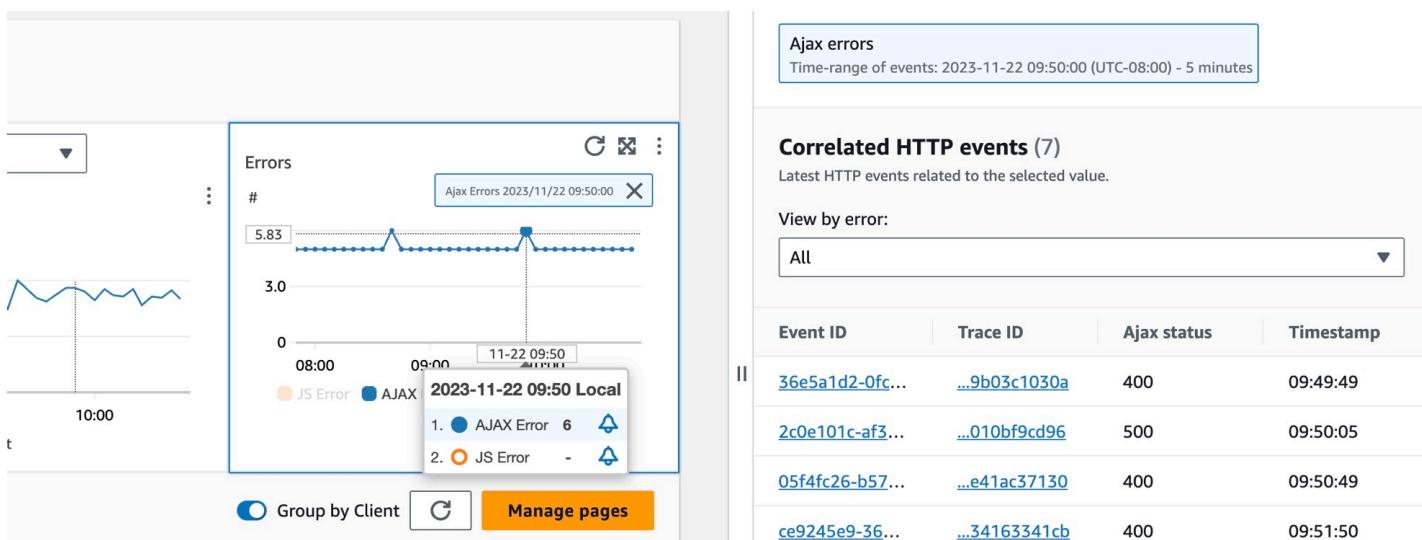 Errors
#
Ajax Errors 2023/11/22 09:50:00
5.83
3.0
0
08:00
09:00
10:00
11-22 09:50
JS Error
AJAX
2023-11-22 09:50 Local
1. AJAX Error 6
2. JS Error -
10:00
t
Group by Client
Manage pages
Ajax errors
Time-range of events: 2023-11-22 09:50:00 (UTC-08:00) - 5 minutes
Correlated HTTP events (7)
Latest HTTP events related to the selected value.
View by error:
All
Event ID Trace ID Ajax status Timestamp
36e5a1d2-0fc... ...9b03c1030a 400 09:49:49
2c0e101c-af3... ...010bf9cd96 500 09:50:05
05f4fc26-b57... ...e41ac37130 400 09:50:49
ce9245e9-36... ...34163341cb 400 09:51:50